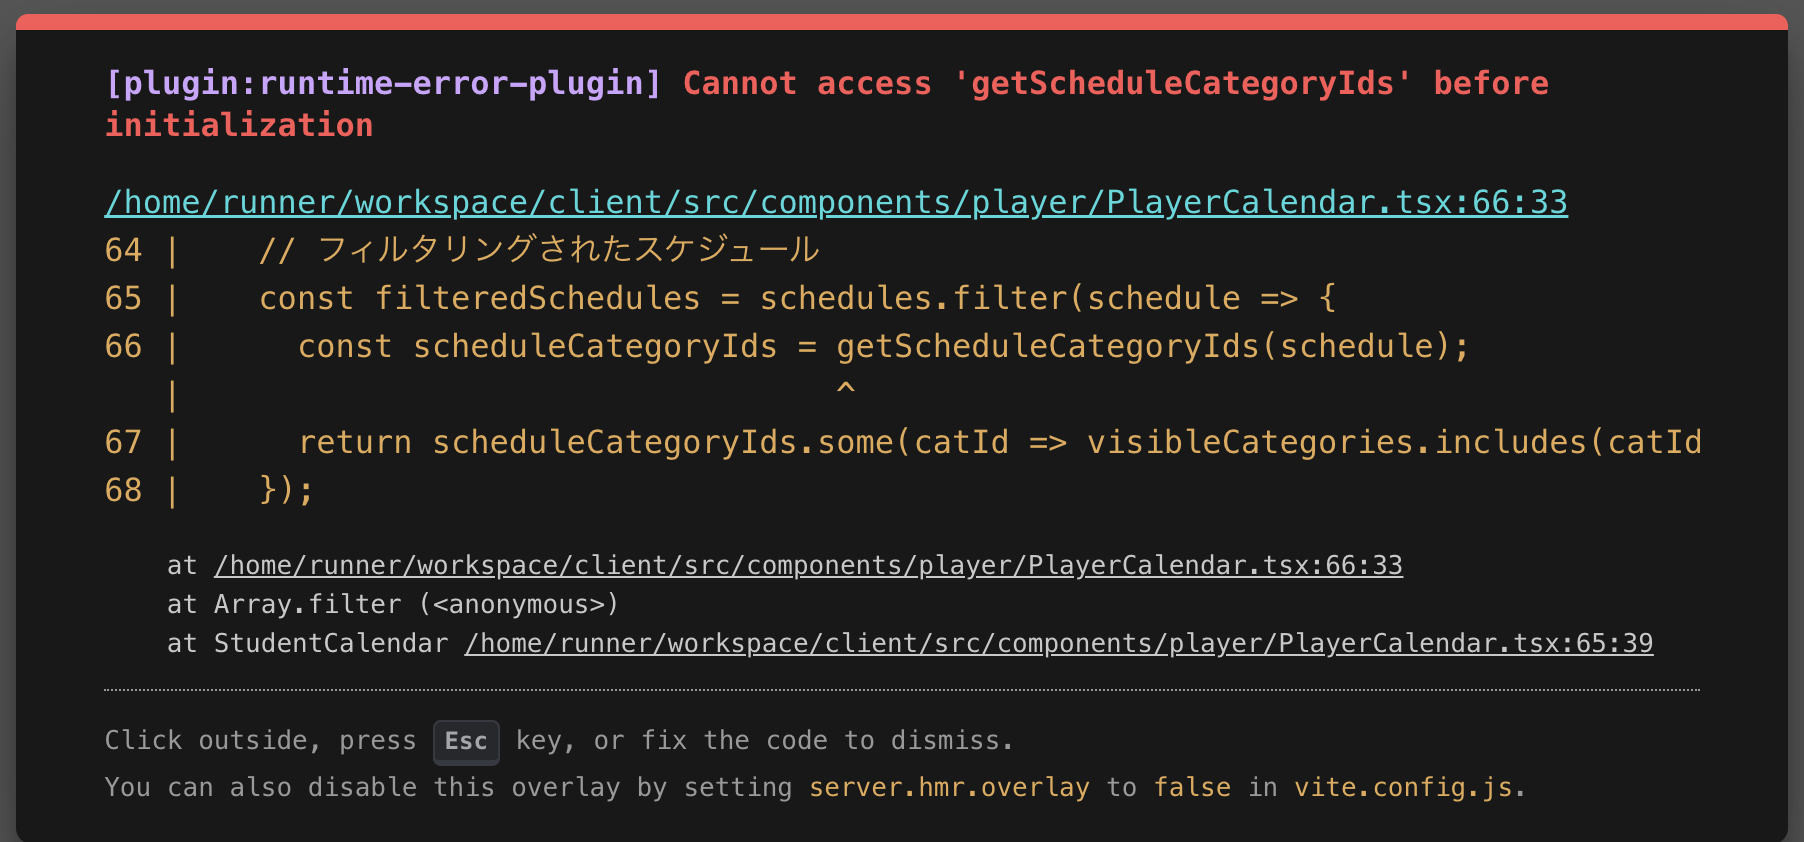 [plugin:runtime-error-plugin] Cannot access 'getScheduleCategoryIds' before
initialization
/home/runner/workspace/client/src/components/player/PlayerCalendar.tsx:66:33
64 |    // フィルタリングされたスケジュール
65 |    const filteredSchedules = schedules.filter(schedule => {
66 |      const scheduleCategoryIds = getScheduleCategoryIds(schedule);
   |                                  ^
67 |      return scheduleCategoryIds.some(catId => visibleCategories.includes(catId
68 |    });
at /home/runner/workspace/client/src/components/player/PlayerCalendar.tsx:66:33
at Array.filter (<anonymous>)
at StudentCalendar /home/runner/workspace/client/src/components/player/PlayerCalendar.tsx:65:39
Click outside, press Esc key, or fix the code to dismiss.
You can also disable this overlay by setting server.hmr.overlay to false in vite.config.js.